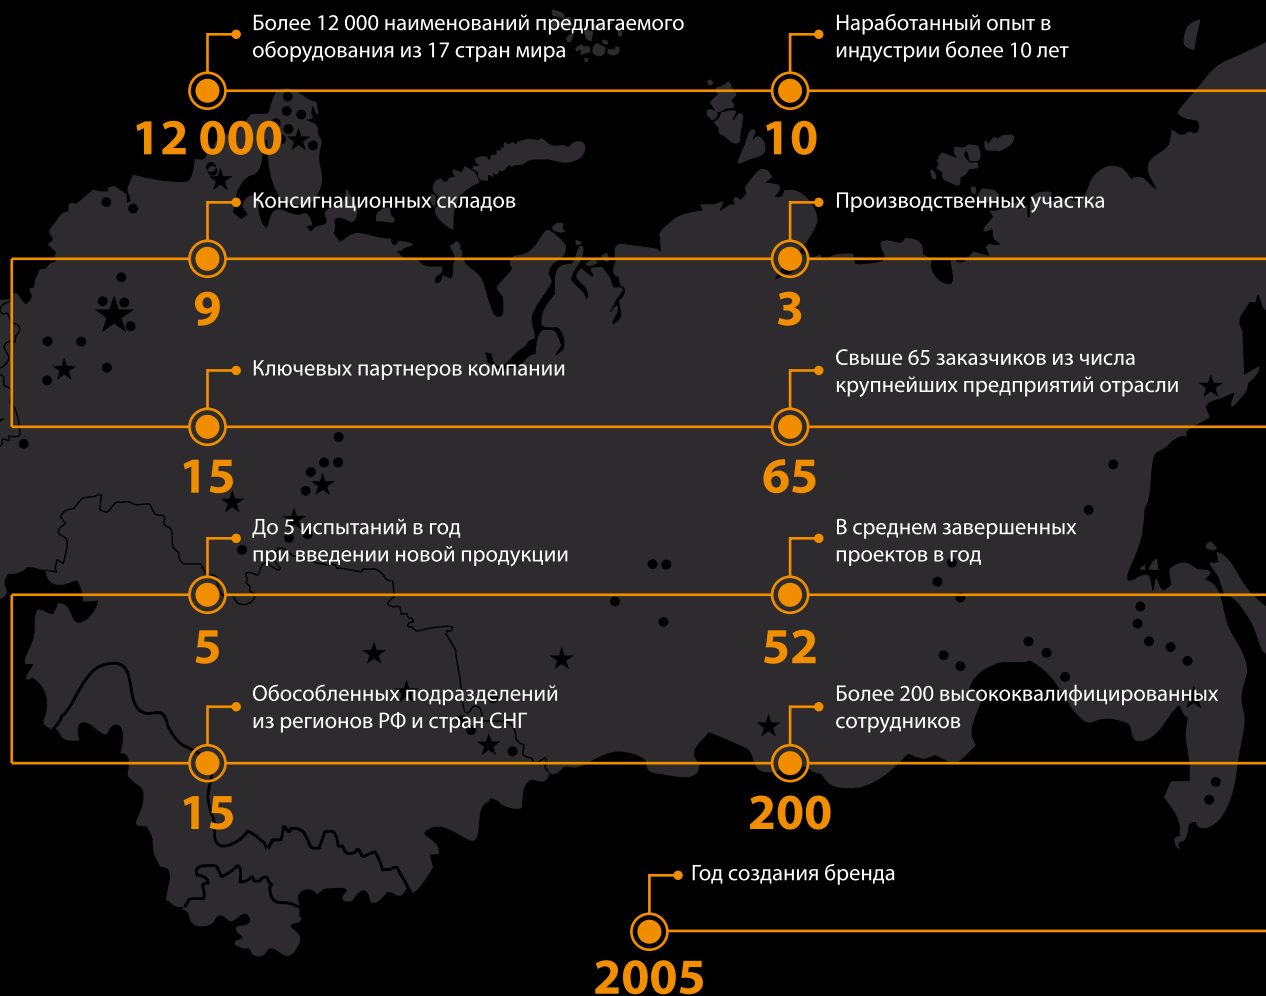 Более 12 000 наименований предлагаемого
оборудования из 17 стран мира
12 000
Наработанный опыт в
индустрии более 10 лет
10
Консигнационных складов
9
Производственных участка
3
Ключевых партнеров компании
15
Свыше 65 заказчиков из числа
крупнейших предприятий отрасли
65
До 5 испытаний в год
при введении новой продукции
5
В среднем завершенных
проектов в год
52
Обособленных подразделений
из регионов РФ и стран СНГ
15
Более 200 высококвалифицированных
сотрудников
200
Год создания бренда
2005